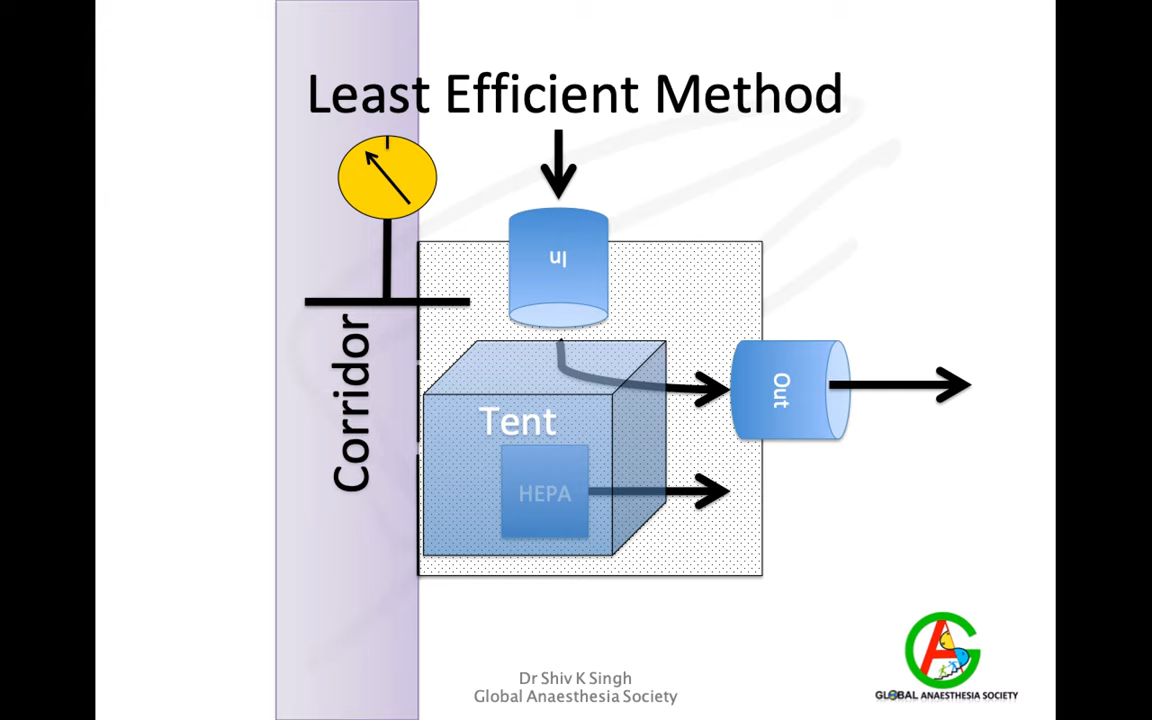 Least Efficient Method
In
Corridor
Out
Tent
HEPA
Dr Shiv K Singh
Global Anaesthesia Society
GLOBAL ANAESTHESIA SOCIETY